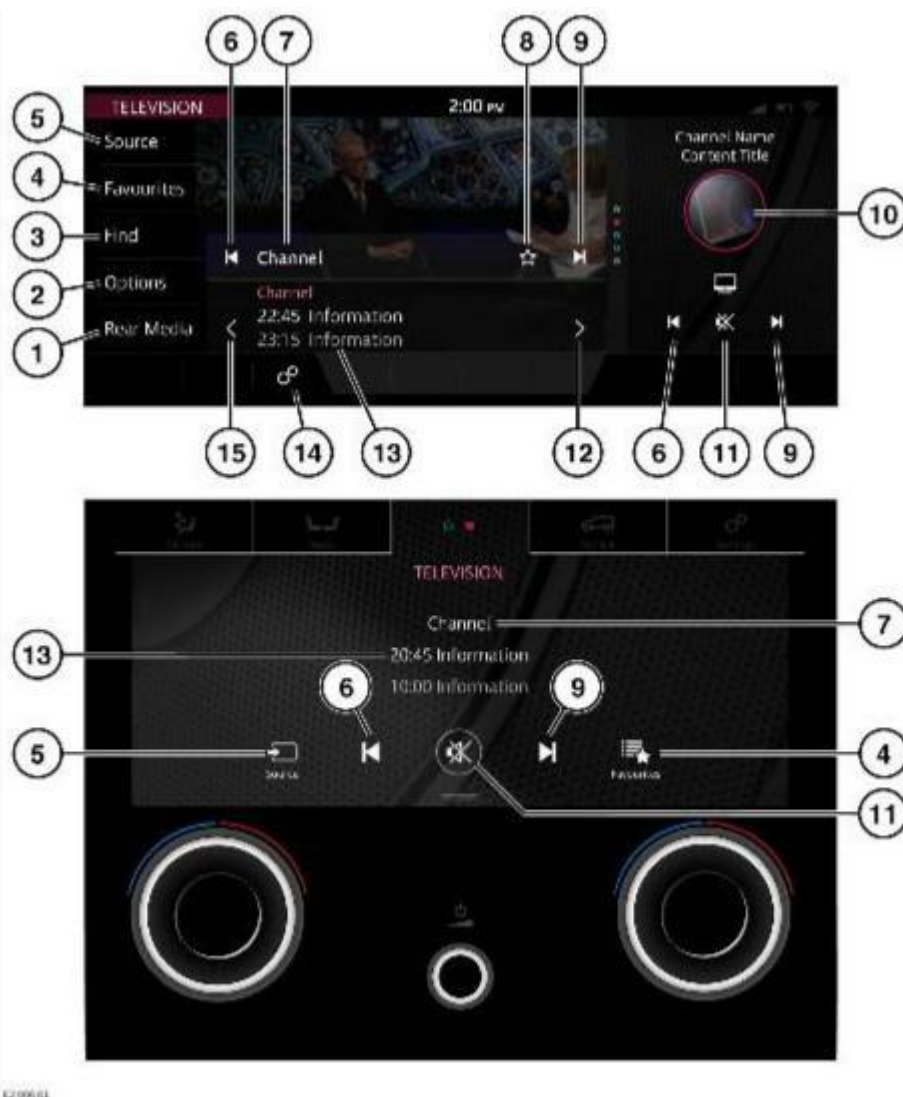 6 7 8 9
TELEVISION 2:00 PM
5 Source
Channel Name
Content Title
4 Favourites
10
3 Find
Channel
2 Options
Channel
22:45 Information
1 Rear Media
23:15 Information
15 14 13 12 6 11 9
TELEVISION
Channel 7
13 20:45 Information
6 9
10:00 Information
5 4
Source Favourites
11